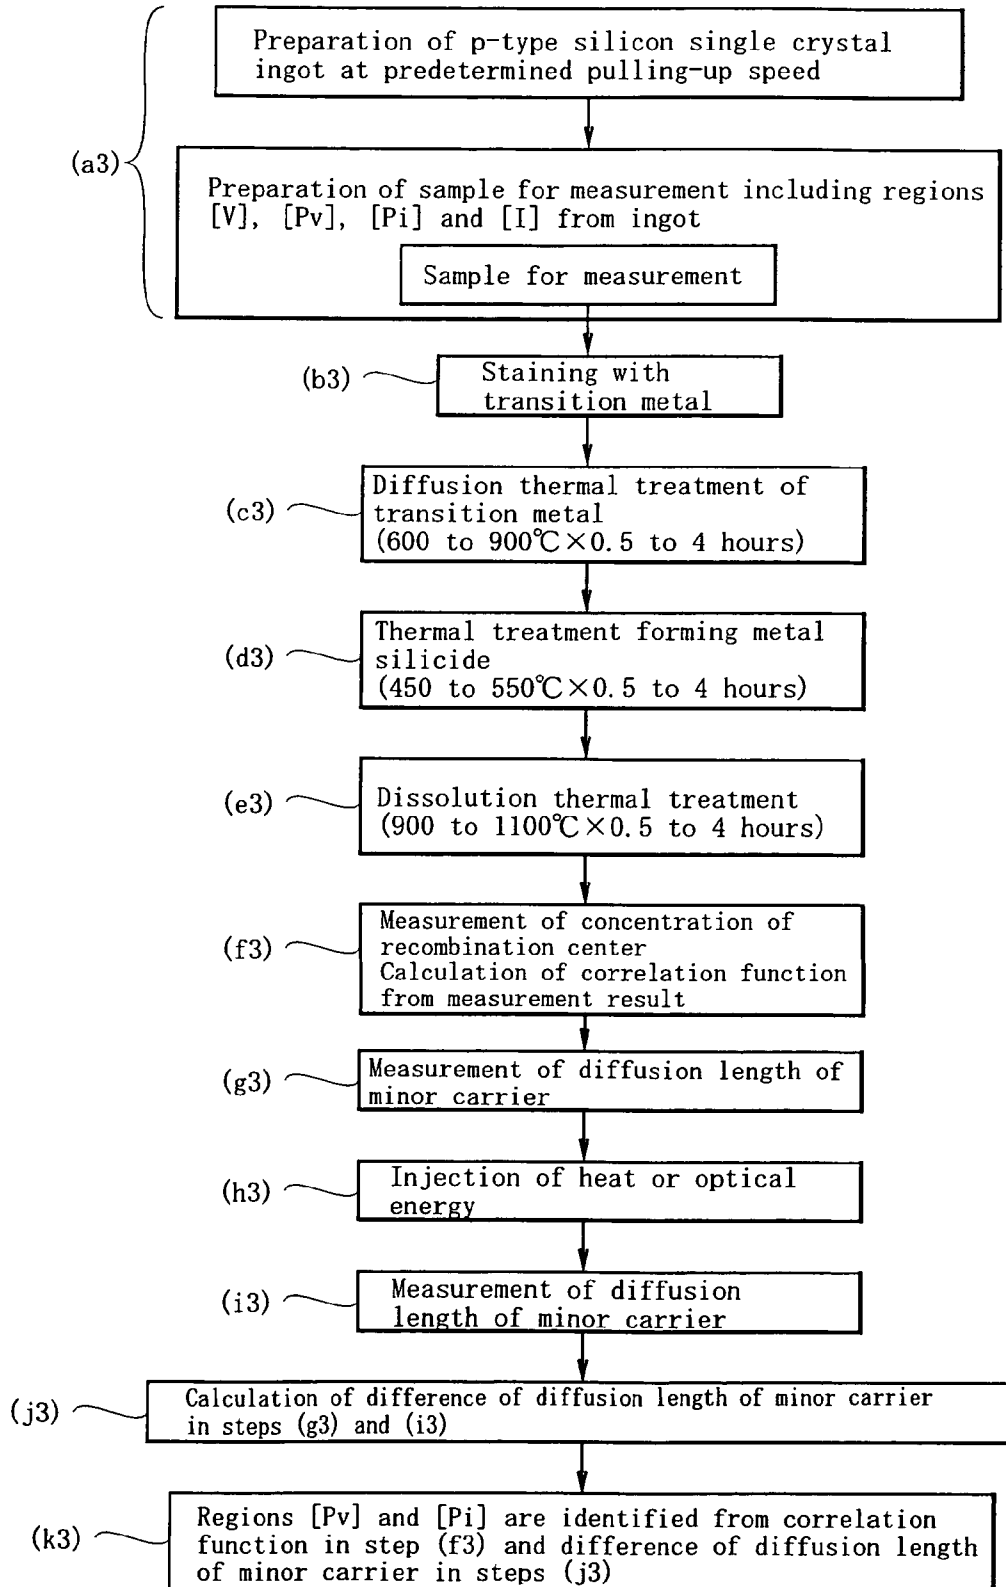 Preparation of p-type silicon single crystal
ingot at predetermined pulling-up speed
(a3)
Preparation of sample for measurement including regions
[V], [Pv], [Pi] and [I] from ingot
Sample for measurement
(b3)
Staining with
transition metal
(c3)
Diffusion thermal treatment of
transition metal
(600 to 900℃×0.5 to 4 hours)
(d3)
Thermal treatment forming metal
silicide
(450 to 550℃×0.5 to 4 hours)
(e3)
Dissolution thermal treatment
(900 to 1100℃×0.5 to 4 hours)
(f3)
Measurement of concentration of
recombination center
Calculation of correlation function
from measurement result
(g3)
Measurement of diffusion length of
minor carrier
(h3)
Injection of heat or optical
energy
(i3)
Measurement of diffusion
length of minor carrier
(j3)
Calculation of difference of diffusion length of minor carrier
in steps (g3) and (i3)
(k3)
Regions [Pv] and [Pi] are identified from correlation
function in step (f3) and difference of diffusion length
of minor carrier in steps (j3)